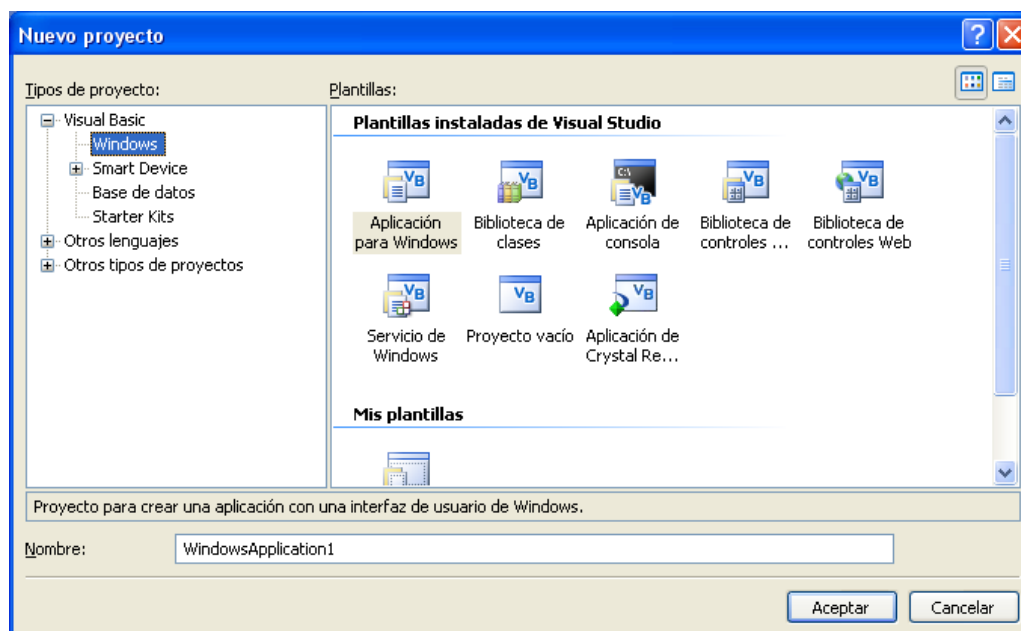 Nuevo proyecto
Tipos de proyecto:
Plantillas:
Visual Basic
Windows
Smart Device
Base de datos
Starter Kits
Otros lenguajes
Otros tipos de proyectos
Plantillas instaladas de Visual Studio
Aplicación
para Windows
Biblioteca de
clases
Aplicación de
consola
Biblioteca de
controles ...
Biblioteca de
controles Web
Servicio de
Windows
Proyecto vacío
Aplicación de
Crystal Re...
Mis plantillas
Proyecto para crear una aplicación con una interfaz de usuario de Windows.
Nombre:
WindowsApplication1
Aceptar
Cancelar